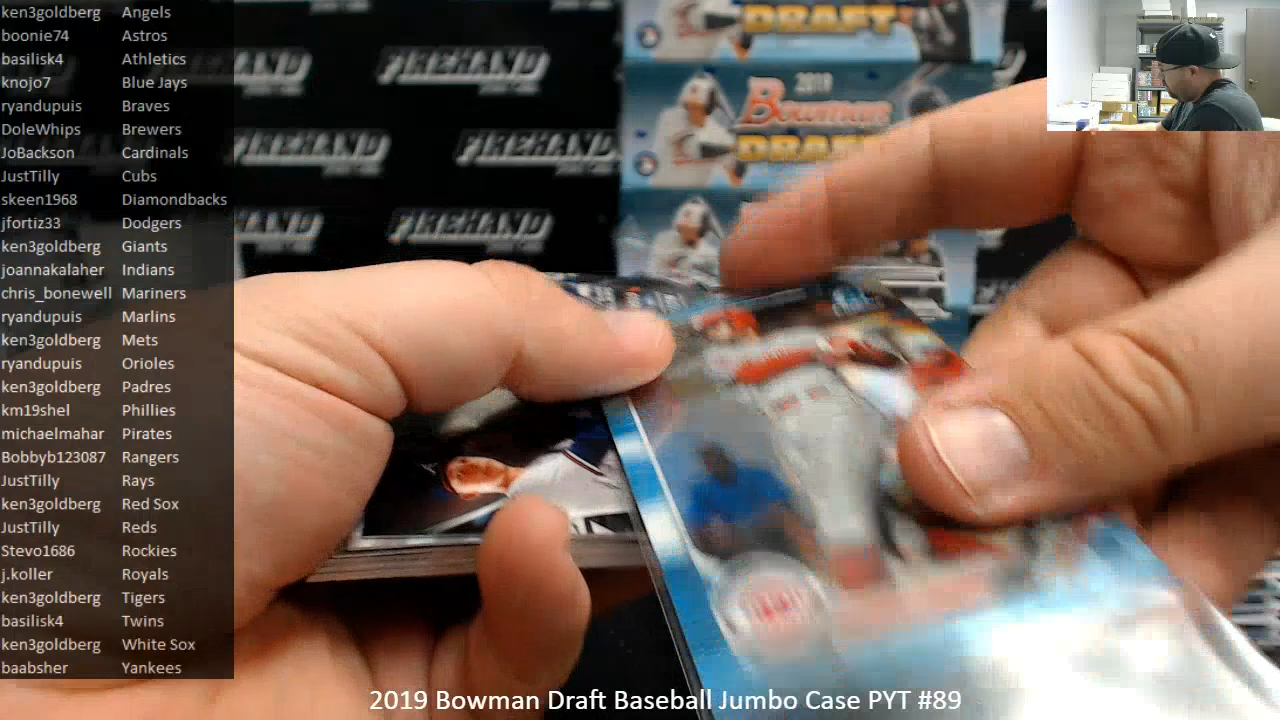 ken3goldberg Angels
boonie74 Astros
basilisk4 Athletics
knojo7 Blue Jays
ryandupuis Braves
DoleWhips Brewers
JoBackson Cardinals
JustTilly Cubs
skeen1968 Diamondbacks
jfortiz33 Dodgers
ken3goldberg Giants
joannakalaher Indians
chris_bonewell Mariners
ryandupuis Marlins
ken3goldberg Mets
ryandupuis Orioles
ken3goldberg Padres
km19shel Phillies
michaelmahar Pirates
Bobbyb123087 Rangers
JustTilly Rays
ken3goldberg Red Sox
JustTilly Reds
Stevo1686 Rockies
j.koller Royals
ken3goldberg Tigers
basilisk4 Twins
ken3goldberg White Sox
baabsher Yankees
FIREHAND
FIREHAND
FIREHAND
FIREHAND
FIREHAND
FIREHAND
DRAFT
2019
Bowman
DRAFT
2019 Bowman Draft Baseball Jumbo Case PYT #89